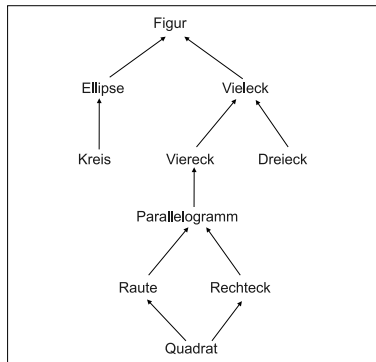 Figur
Ellipse Vieleck
Kreis Viereck Dreieck
Parallelogramm
Raute Rechteck
Quadrat